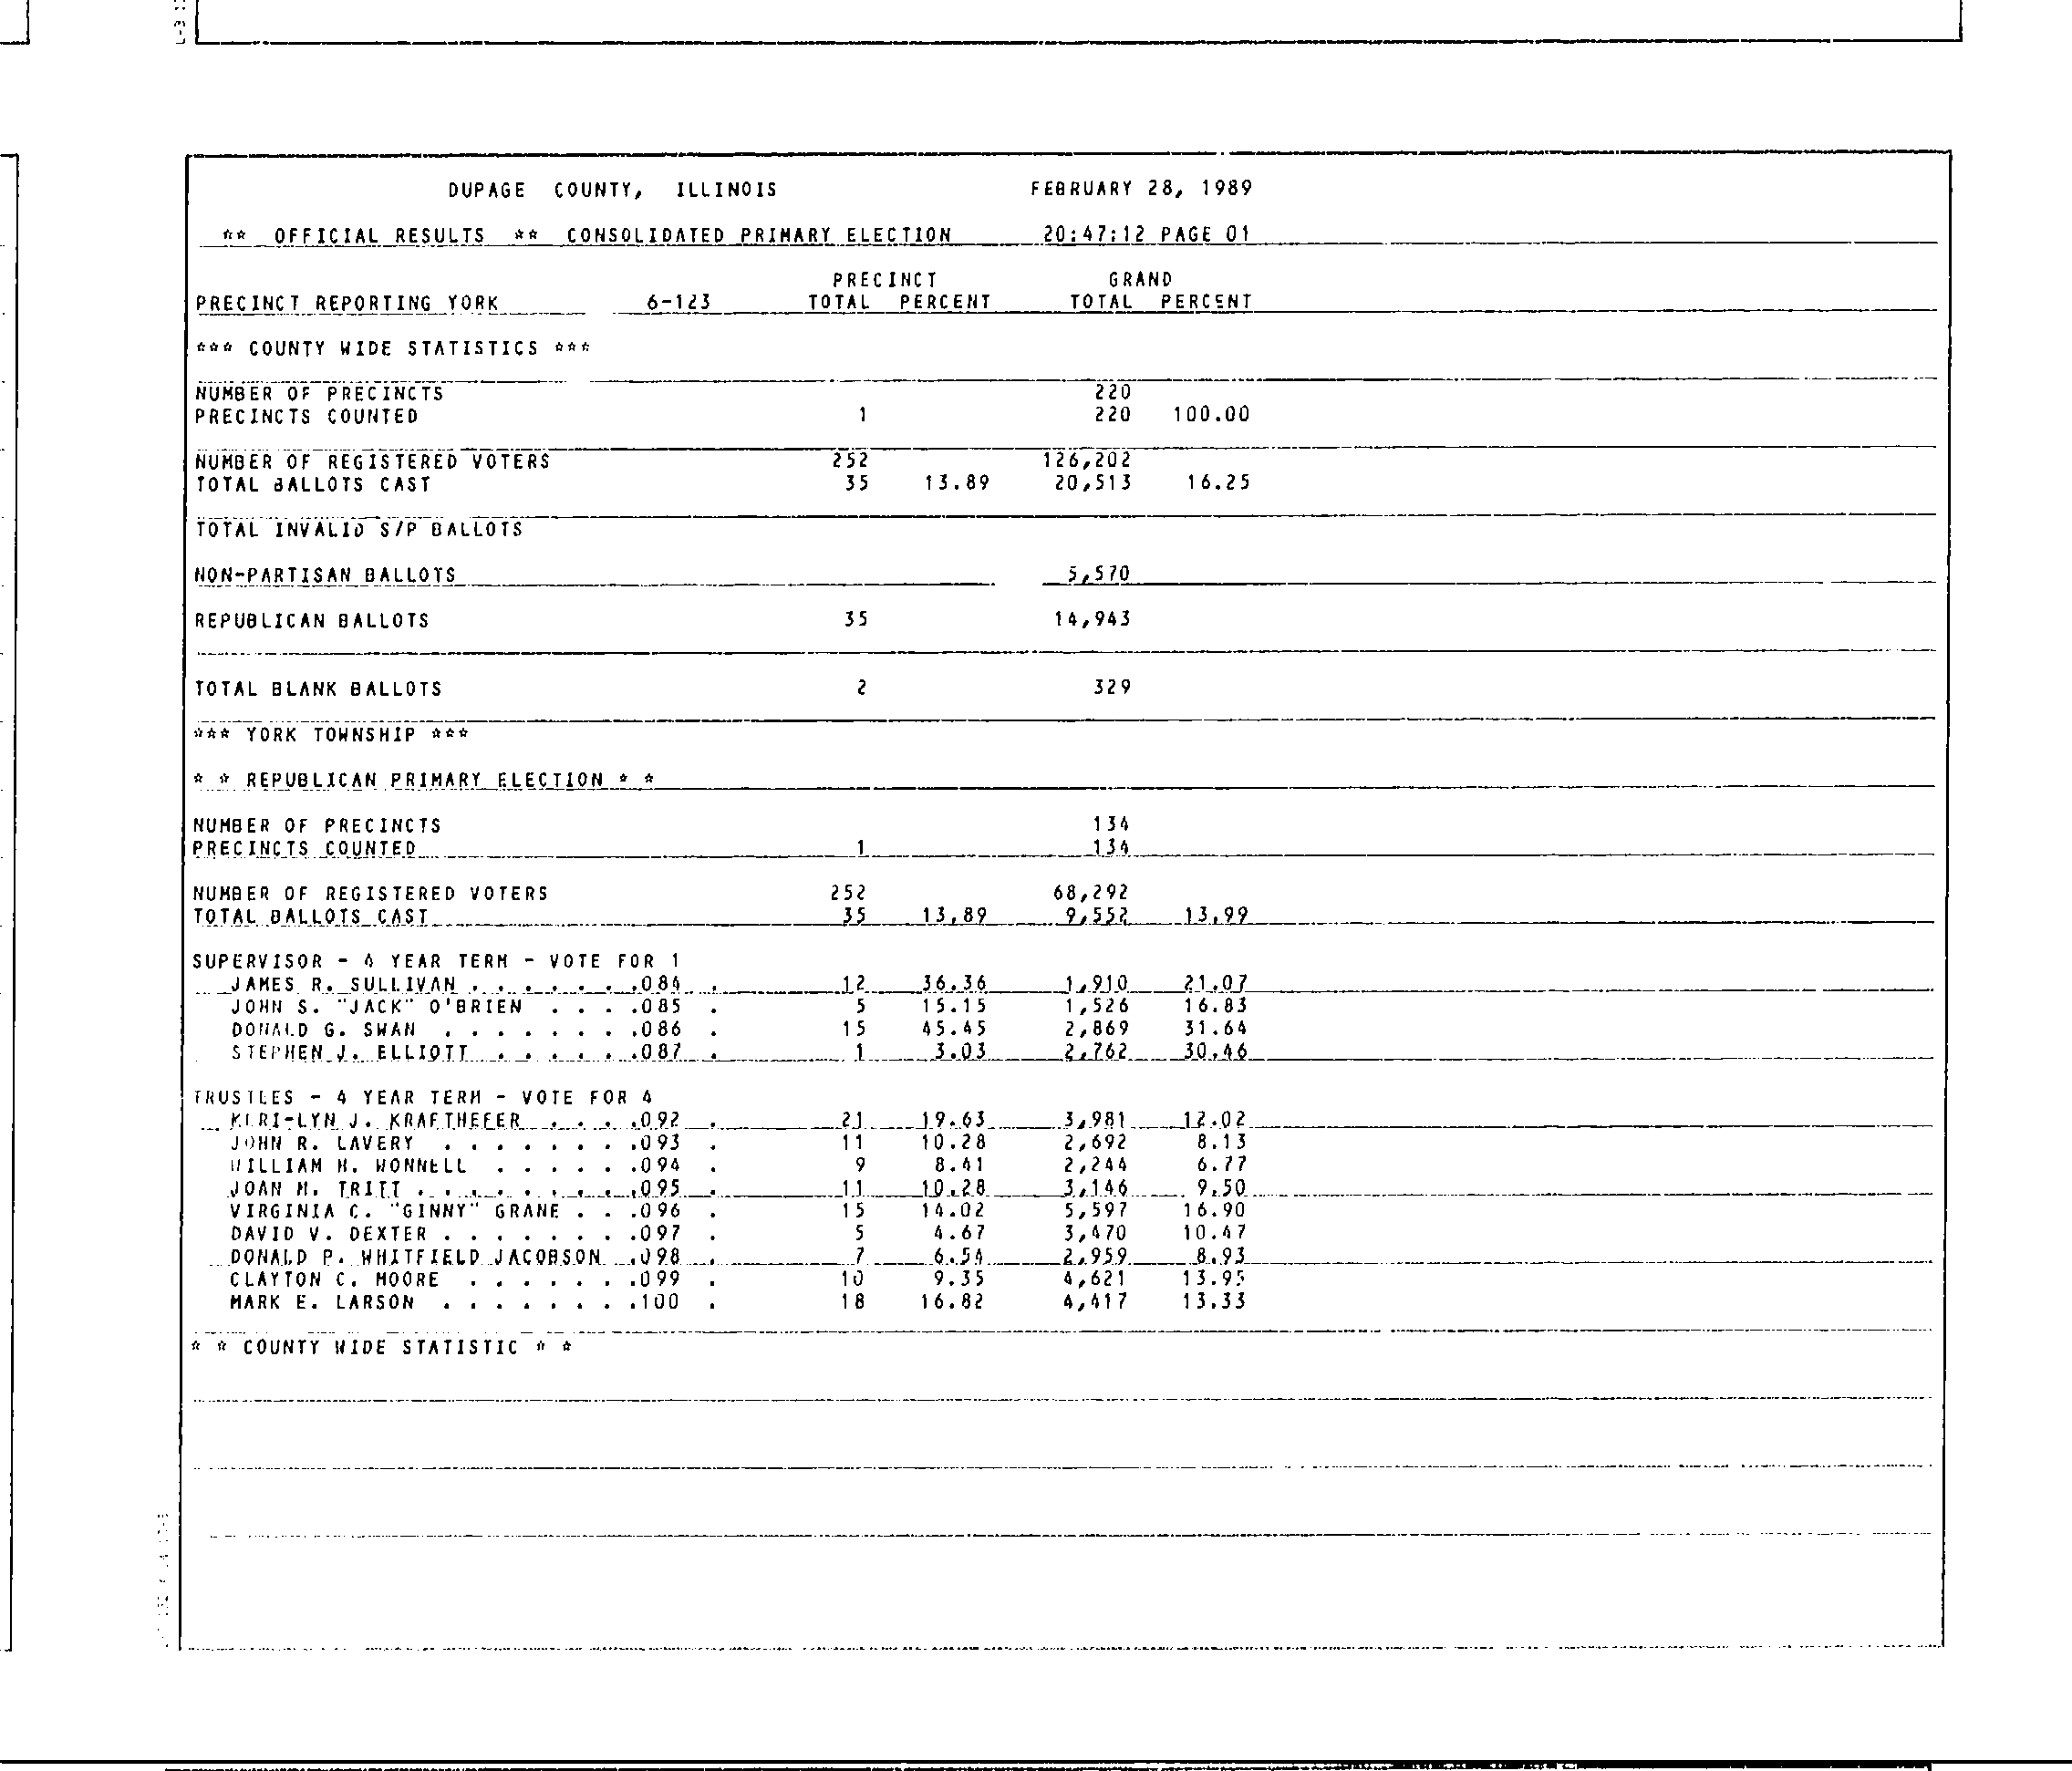 DUPAGE COUNTY, ILLINOIS FEBRUARY 28, 1989
** OFFICIAL RESULTS ** CONSOLIDATED PRIMARY ELECTION 20:47:12 PAGE 01
PRECINCT GRAND
PRECINCT REPORTING YORK 6-123 TOTAL PERCENT TOTAL PERCENT
*** COUNTY WIDE STATISTICS ***
NUMBER OF PRECINCTS 220
PRECINCTS COUNTED 1 220 100.00
NUMBER OF REGISTERED VOTERS 252 126,202
TOTAL BALLOTS CAST 35 13.89 20,513 16.25
TOTAL INVALID S/P BALLOTS
NON-PARTISAN BALLOTS 5,570
REPUBLICAN BALLOTS 35 14,943
TOTAL BLANK BALLOTS 2 329
*** YORK TOWNSHIP ***
* * REPUBLICAN PRIMARY ELECTION * *
NUMBER OF PRECINCTS 134
PRECINCTS COUNTED 1 134
NUMBER OF REGISTERED VOTERS 252 68,292
TOTAL BALLOTS CAST 35 13.89 9,552 13.99
SUPERVISOR - 4 YEAR TERM - VOTE FOR 1
JAMES R. SULLIVAN . . . . . . .084 . 12 36.36 1,910 21.07
JOHN S. "JACK" O'BRIEN . . . .085 . 5 15.15 1,526 16.83
DONALD G. SWAN . . . . . . . .086 . 15 45.45 2,869 31.64
STEPHEN J. ELLIOTT . . . . . .087 . 1 3.03 2,762 30.46
TRUSTEES - 4 YEAR TERM - VOTE FOR 4
KERI-LYN J. KRAFTHEFER . . . .092 . 21 19.63 3,981 12.02
JOHN R. LAVERY . . . . . . . .093 . 11 10.28 2,692 8.13
WILLIAM H. WONNELL . . . . . .094 . 9 8.41 2,244 6.77
JOAN M. TRITT . . . . . . . . .095 . 11 10.28 3,146 9.50
VIRGINIA C. "GINNY" GRANE . . .096 . 15 14.02 5,597 16.90
DAVID V. DEXTER . . . . . . . .097 . 5 4.67 3,470 10.47
DONALD P. WHITFIELD JACOBSON .098 . 7 6.54 2,959 8.93
CLAYTON C. MOORE . . . . . . .099 . 10 9.35 4,621 13.95
MARK E. LARSON . . . . . . . .100 . 18 16.82 4,417 13.33
* * COUNTY WIDE STATISTIC * *